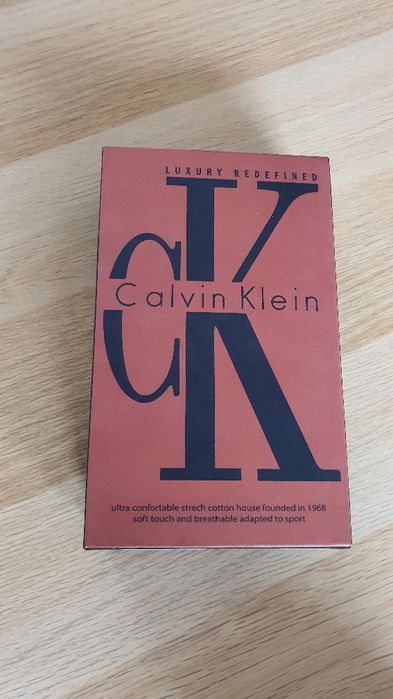 LUXURY REDEFINED
CK
Calvin Klein
ultra confortable strech cotton house founded in 1968
soft touch and breathable adapted to sport